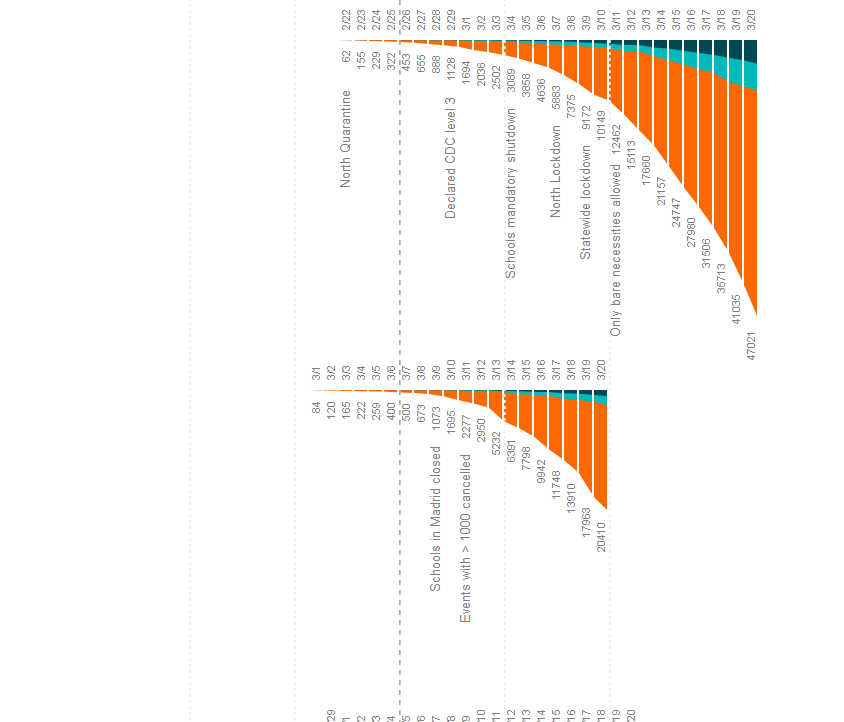 2/22 2/23 2/24 2/25 2/26 2/27 2/28 2/29 3/1 3/2 3/3 3/4 3/5 3/6 3/7 3/8 3/9 3/10 3/11 3/12 3/13 3/14 3/15 3/16 3/17 3/18 3/19 3/20
62 155 229 322 453 655 888 1128 1694 2036 2502 3089 3858 4636 5883 7375 9172 10149 12462 15113 17660 21157 24747 27980 31506 35713 41035 47021
North Quarantine
Declared CDC level 3
Schools mandatory shutdown
North Lockdown
Statewide lockdown
Only bare necessities allowed
3/1 3/2 3/3 3/4 3/5 3/6 3/7 3/8 3/9 3/10 3/11 3/12 3/13 3/14 3/15 3/16 3/17 3/18 3/19 3/20
84 120 165 222 259 400 500 673 1073 1695 2277 2950 5232 6391 7798 9942 11748 13910 17963 20410
Schools in Madrid closed
Events with > 1000 cancelled